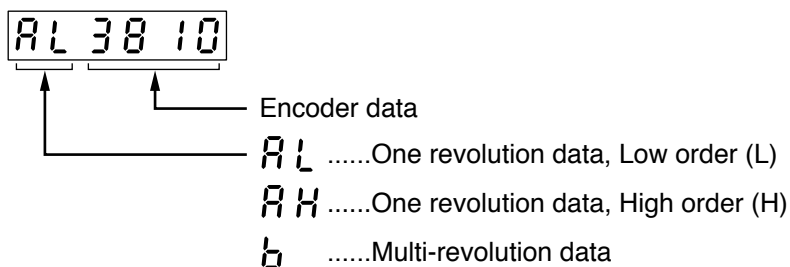 AL 3810
Encoder data
AL ......One revolution data, Low order (L)
AH ......One revolution data, High order (H)
b ......Multi-revolution data